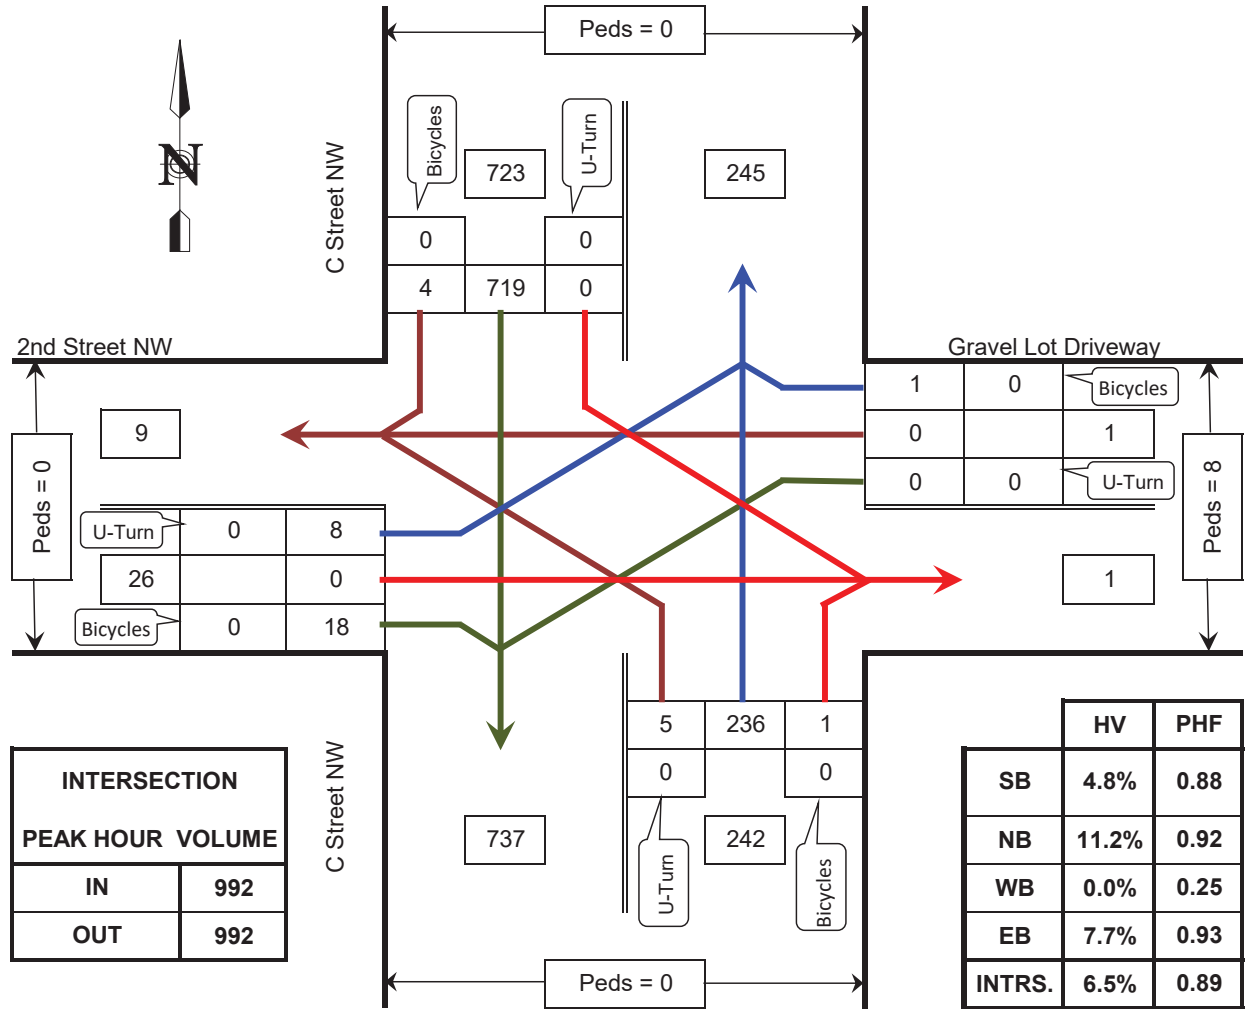 Peds = 0
N
C Street NW
Bicycles
U-Turn
723
245
0
0
4
719
0
2nd Street NW
Gravel Lot Driveway
1
0
Bicycles
9
0
1
0
0
U-Turn
Peds = 0
Peds = 8
U-Turn
0
8
26
0
1
Bicycles
0
18
5
236
1
0
0
C Street NW
737
242
U-Turn
Bicycles
Peds = 0
INTERSECTION
PEAK HOUR VOLUME
IN 992
OUT 992
HV PHF
SB 4.8% 0.88
NB 11.2% 0.92
WB 0.0% 0.25
EB 7.7% 0.93
INTRS. 6.5% 0.89